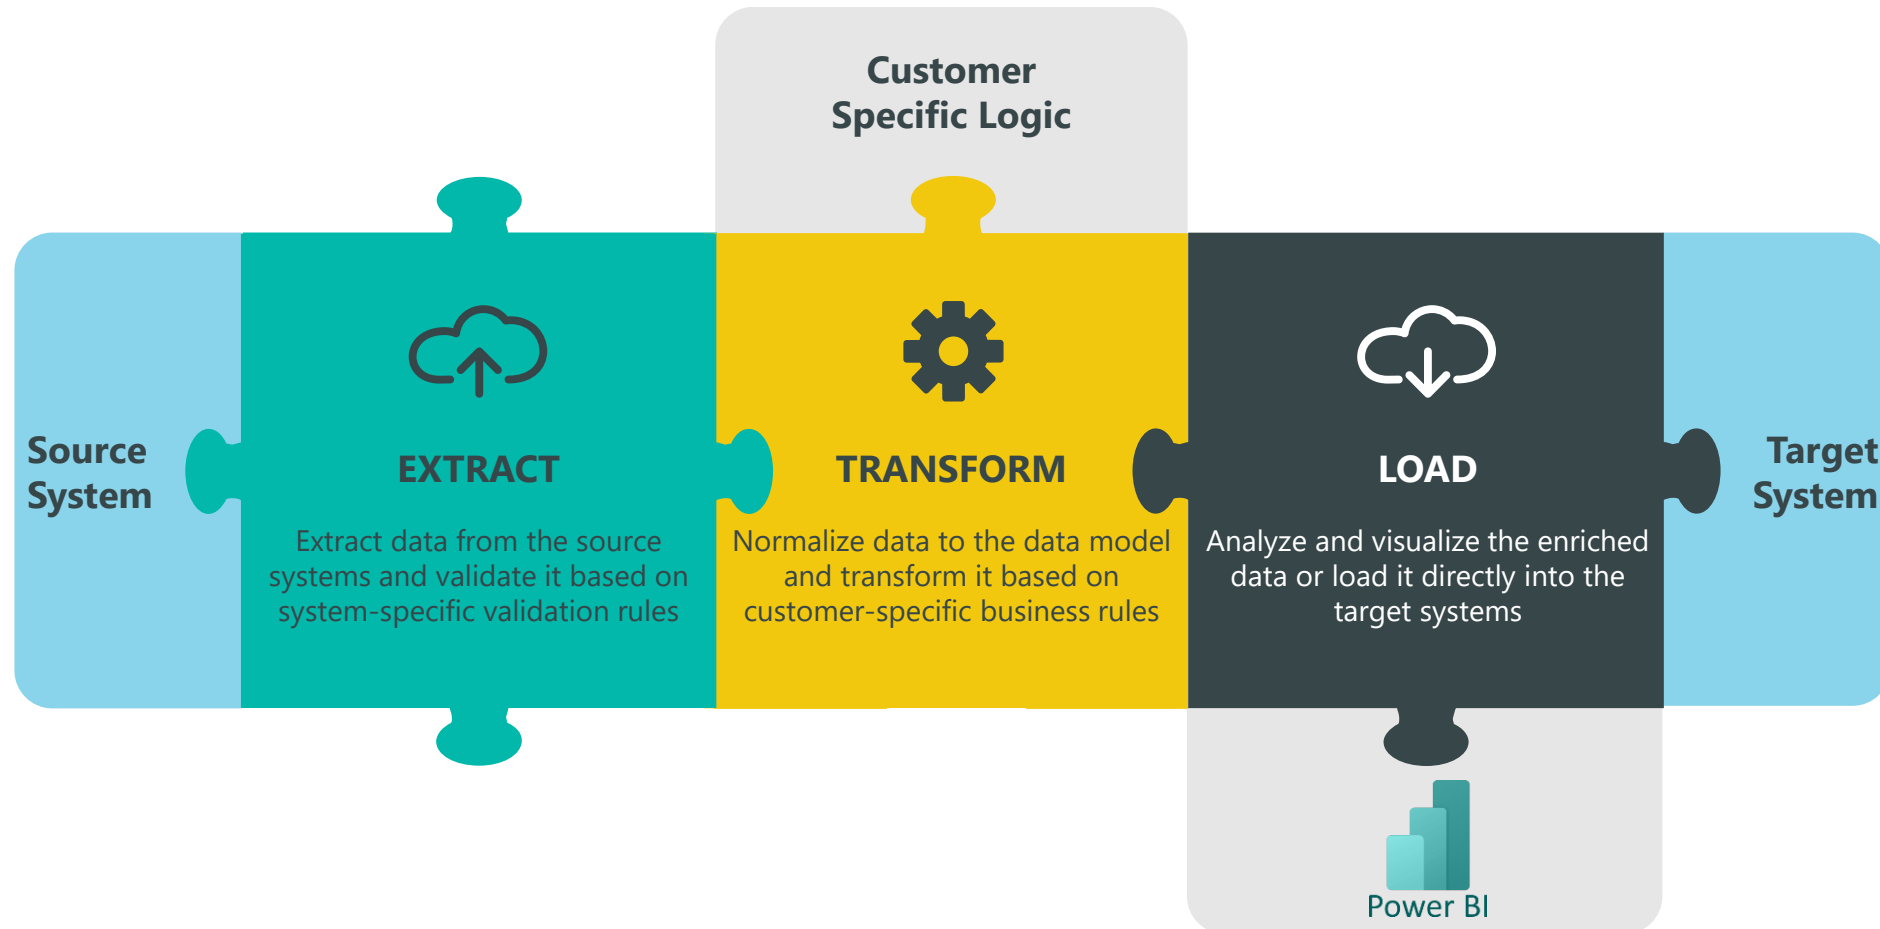 Customer
Specific Logic
Source
System
EXTRACT
Extract data from the source
systems and validate it based on
system-specific validation rules
TRANSFORM
Normalize data to the data model
and transform it based on
customer-specific business rules
LOAD
Analyze and visualize the enriched
data or load it directly into the
target systems
Target
System
Power BI